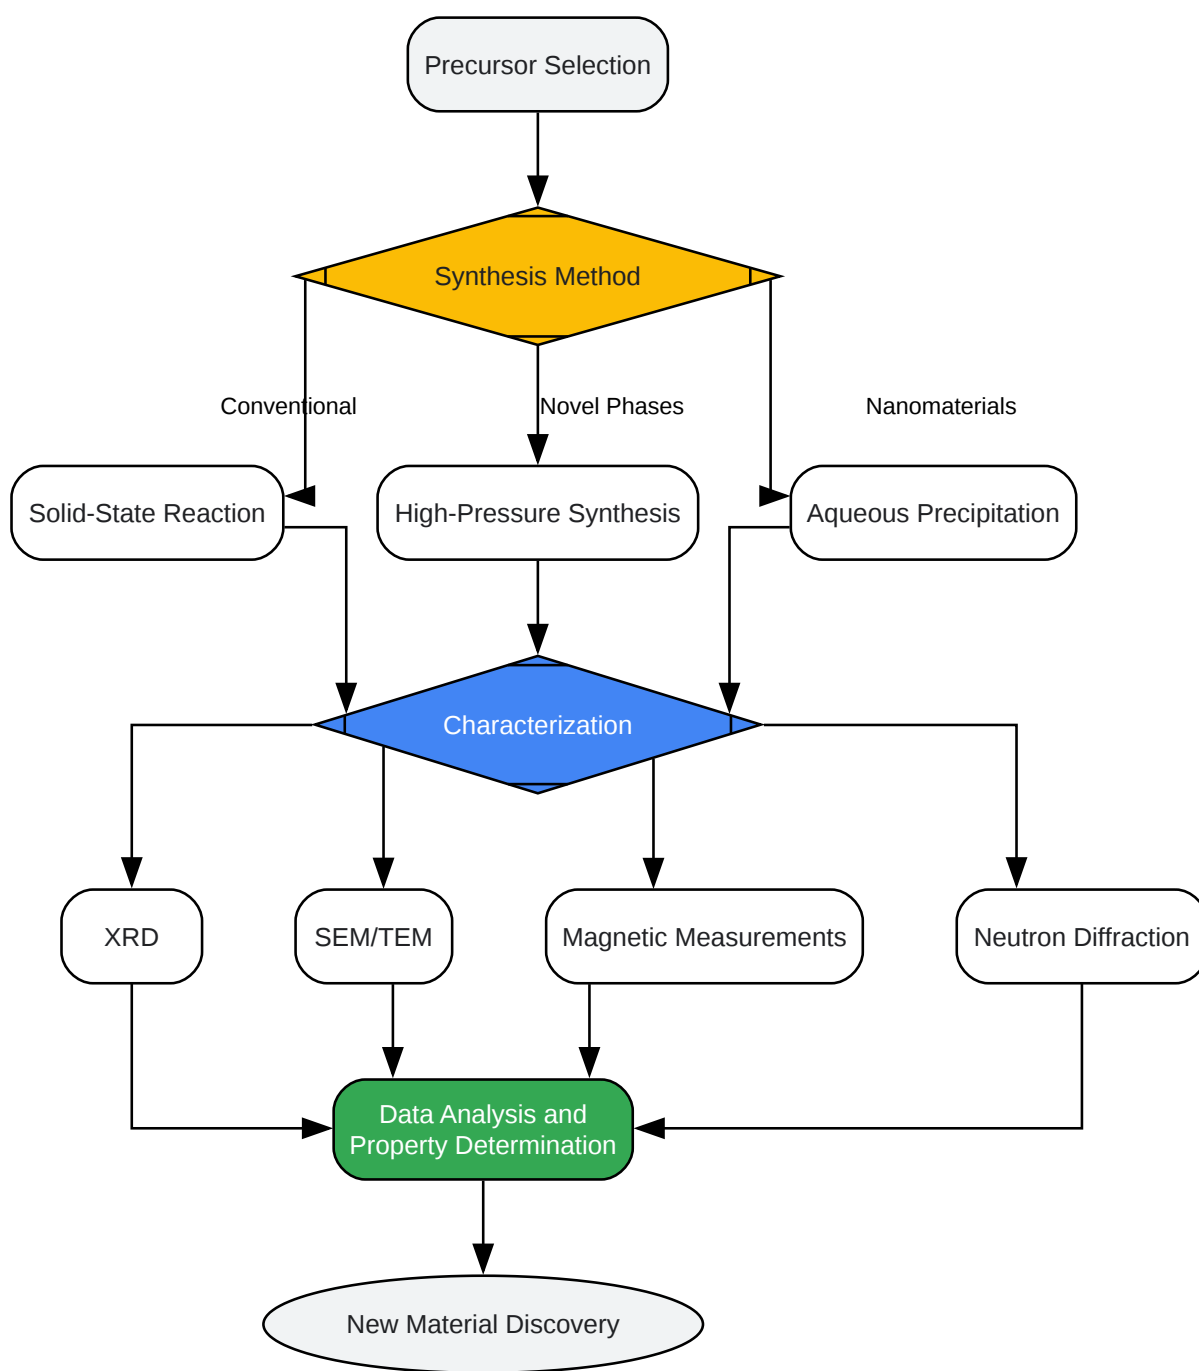 Precursor Selection
Synthesis Method
Conventional
Novel Phases
Nanomaterials
Solid-State Reaction
High-Pressure Synthesis
Aqueous Precipitation
Characterization
XRD
SEM/TEM
Magnetic Measurements
Neutron Diffraction
Data Analysis and
Property Determination
New Material Discovery